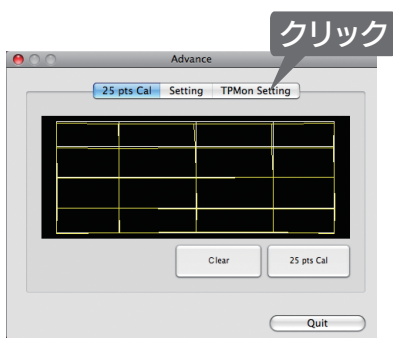 クリック
Advance
25 pts Cal Setting TPMon Setting
Clear 25 pts Cal
Quit